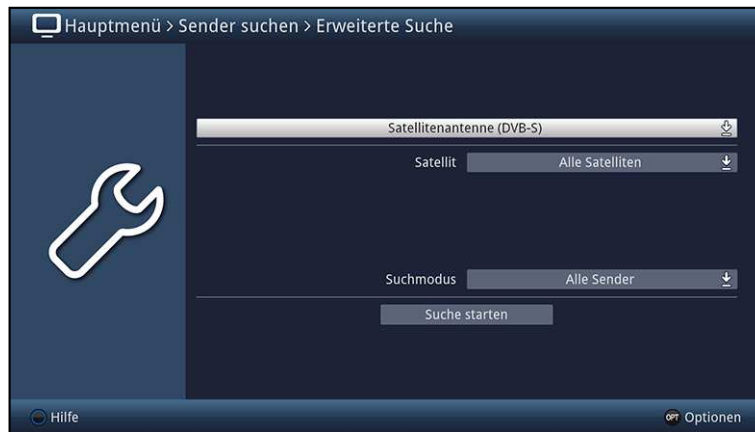 Hauptmenü > Sender suchen > Erweiterte Suche
Satellitenantenne (DVB-S)
Satellit Alle Satelliten
Suchmodus Alle Sender
Suche starten
Hilfe OPT Optionen